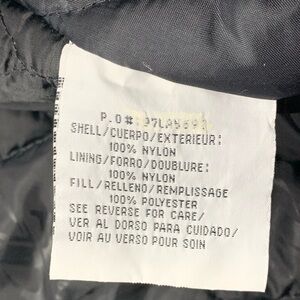 P.O#
SHELL/CUERPO/EXTERIEUR:
100% NYLON
LINING/FORRO/DOUBLURE:
100% NYLON
FILL/RELLENO/REMPLISSAGE
100% POLYESTER
SEE REVERSE FOR CARE/
VER AL DORSO PARA CUIDADO/
VOIR AU VERSO POUR SOIN